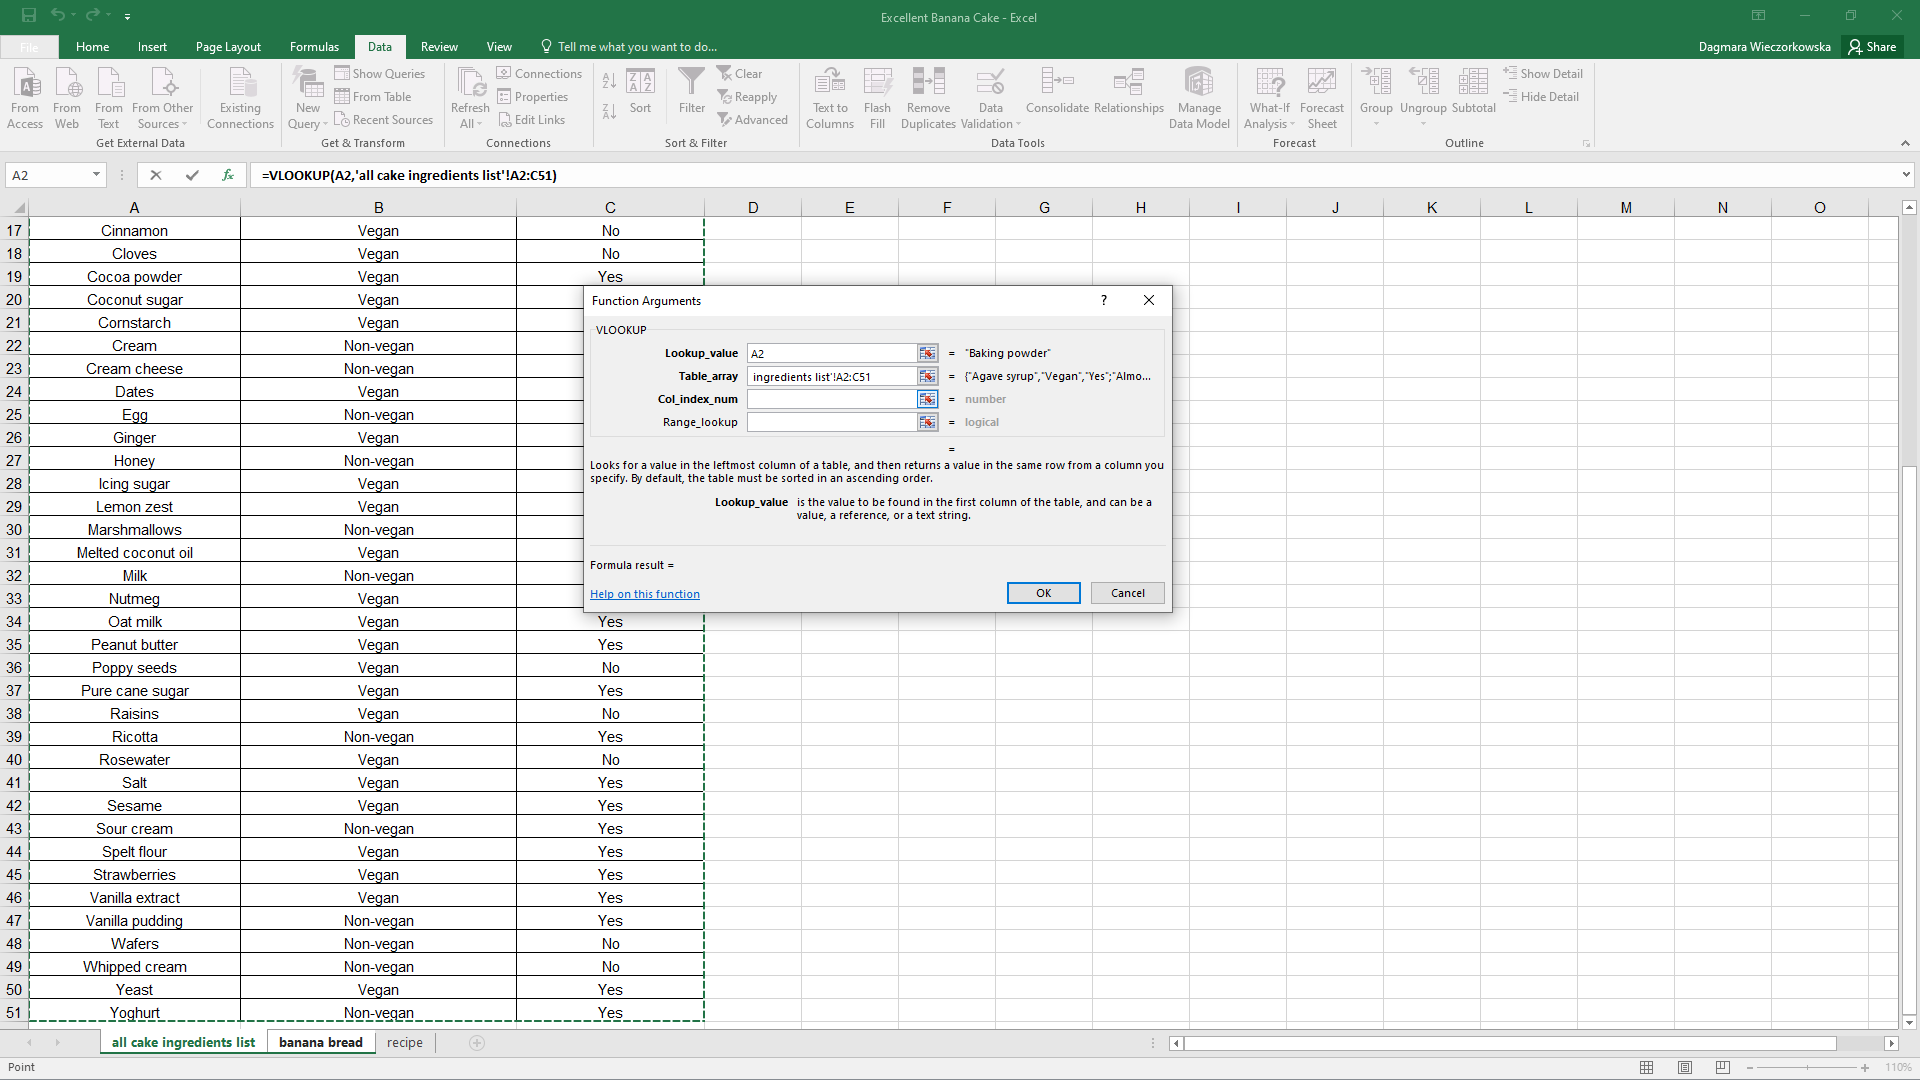 Excellent Banana Cake - Excel
File Home Insert Page Layout Formulas Data Review View Tell me what you want to do... Dagmara Wieczorkowska Share
From Access From Web From Text From Other Sources Existing Connections
Get External Data
New Query Show Queries From Table Recent Sources
Get & Transform
Refresh All Connections Properties Edit Links
Connections
Sort Filter Clear Reapply Advanced
Sort & Filter
Text to Columns Flash Fill Remove Duplicates Data Validation Consolidate Relationships Manage Data Model
Data Tools
What-If Analysis Forecast Sheet
Forecast
Group Ungroup Subtotal Show Detail Hide Detail
Outline
A2 fx =VLOOKUP(A2,'all cake ingredients list'!A2:C51)
A B C D E F G H I J K L M N O
17 Cinnamon Vegan No
18 Cloves Vegan No
19 Cocoa powder Vegan Yes
20 Coconut sugar Vegan
21 Cornstarch Vegan
22 Cream Non-vegan
23 Cream cheese Non-vegan
24 Dates Vegan
25 Egg Non-vegan
26 Ginger Vegan
27 Honey Non-vegan
28 Icing sugar Vegan
29 Lemon zest Vegan
30 Marshmallows Non-vegan
31 Melted coconut oil Vegan
32 Milk Non-vegan
33 Nutmeg Vegan
34 Oat milk Vegan Yes
35 Peanut butter Vegan Yes
36 Poppy seeds Vegan No
37 Pure cane sugar Vegan Yes
38 Raisins Vegan No
39 Ricotta Non-vegan Yes
40 Rosewater Vegan No
41 Salt Vegan Yes
42 Sesame Vegan Yes
43 Sour cream Non-vegan Yes
44 Spelt flour Vegan Yes
45 Strawberries Vegan Yes
46 Vanilla extract Vegan Yes
47 Vanilla pudding Non-vegan Yes
48 Wafers Non-vegan No
49 Whipped cream Non-vegan No
50 Yeast Vegan Yes
51 Yoghurt Non-vegan Yes
Function Arguments ?
VLOOKUP
Lookup_value A2 = "Baking powder"
Table_array ingredients list'!A2:C51 = {"Agave syrup","Vegan","Yes";"Almo...
Col_index_num = number
Range_lookup = logical
=
Looks for a value in the leftmost column of a table, and then returns a value in the same row from a column you
specify. By default, the table must be sorted in an ascending order.
Lookup_value is the value to be found in the first column of the table, and can be a
value, a reference, or a text string.
Formula result =
Help on this function OK Cancel
all cake ingredients list banana bread recipe
Point 110%